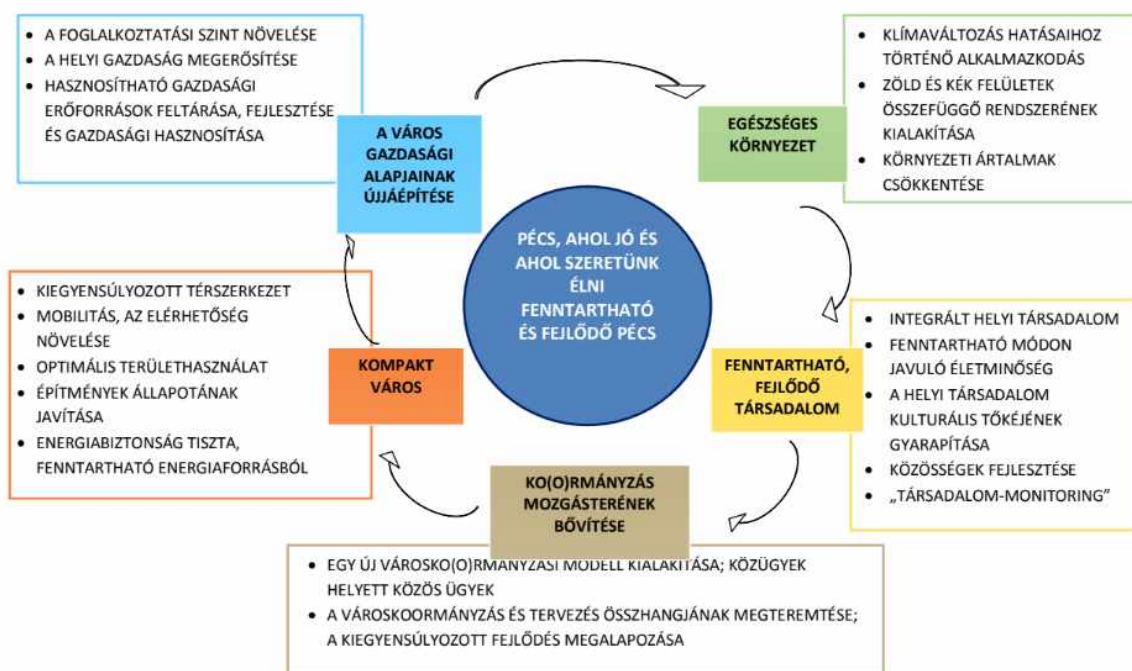 • A FOGLALKOZTATÁSI SZINT NÖVELÉSE
• A HELYI GAZDASÁG MEGERŐSÍTÉSE
• HASZNOSÍTHATÓ GAZDASÁGI
ERŐFORRÁSOK FELTÁRÁSA, FEJLESZTÉSE
ÉS GAZDASÁGI HASZNOSÍTÁSA
A VÁROS
GAZDASÁGI
ALAPJAINAK
ÚJJÁÉPÍTÉSE
• KLÍMAVÁLTOZÁS HATÁSAIHOZ
TÖRTÉNŐ ALKALMAZKODÁS
• ZÖLD ÉS KÉK FELÜLETEK
ÖSSZEFÜGGŐ RENDSZERÉNEK
KIALAKÍTÁSA
• KÖRNYEZETI ÁRTALMAK
CSÖKKENTÉSE
EGÉSZSÉGES
KÖRNYEZET
PÉCS, AHOL JÓ ÉS
AHOL SZERETÜNK
ÉLNI
FENNTARTHATÓ
ÉS FEJLŐDŐ PÉCS
• KIEGYENSÚLYOZOTT TÉRSZERKEZET
• MOBILITÁS, AZ ELÉRHETŐSÉG
NÖVELÉSE
• OPTIMÁLIS TERÜLETHASZNÁLAT
• ÉPÍTMÉNYEK ÁLLAPOTÁNAK
JAVÍTÁSA
• ENERGIABIZTONSÁG TISZTA,
FENNTARTHATÓ ENERGIAFORRÁSBÓL
KOMPAKT
VÁROS
FENNTARTHATÓ,
FEJLŐDŐ
TÁRSADALOM
• INTEGRÁLT HELYI TÁRSADALOM
• FENNTARTHATÓ MÓDON
JAVULÓ ÉLETMINŐSÉG
• A HELYI TÁRSADALOM
KULTURÁLIS TŐKÉJÉNEK
GYARAPÍTÁSA
• KÖZÖSSÉGEK FEJLESZTÉSE
• „TÁRSADALOM-MONITORING”
KO(O)RMÁNYZÁS
MOZGÁSTERÉNEK
BŐVÍTÉSE
• EGY ÚJ VÁROSKO(O)RMÁNYZÁSI MODELL KIALAKÍTÁSA; KÖZÜGYEK
HELYETT KÖZÖS ÜGYEK
• A VÁROSKOORMÁNYZÁS ÉS TERVEZÉS ÖSSZHANGJÁNAK MEGTEREMTÉSE;
A KIEGYENSÚLYOZOTT FEJLŐDÉS MEGALAPOZÁSA